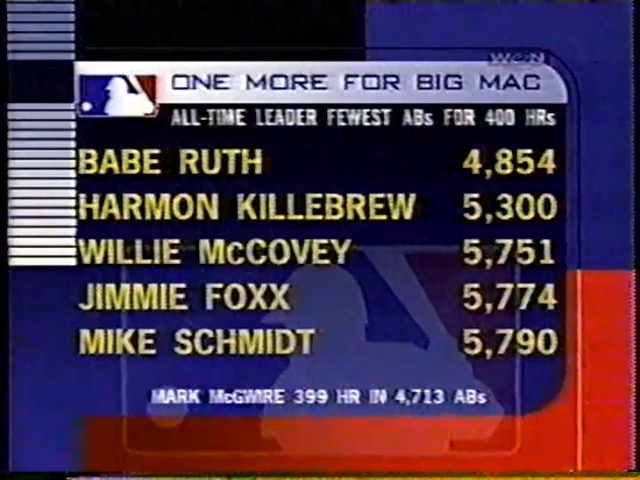 WGN
ONE MORE FOR BIG MAC
ALL-TIME LEADER FEWEST ABs FOR 400 HRs
BABE RUTH 4,854
HARMON KILLEBREW 5,300
WILLIE McCOVEY 5,751
JIMMIE FOXX 5,774
MIKE SCHMIDT 5,790
MARK McGWIRE 399 HR IN 4,713 ABs